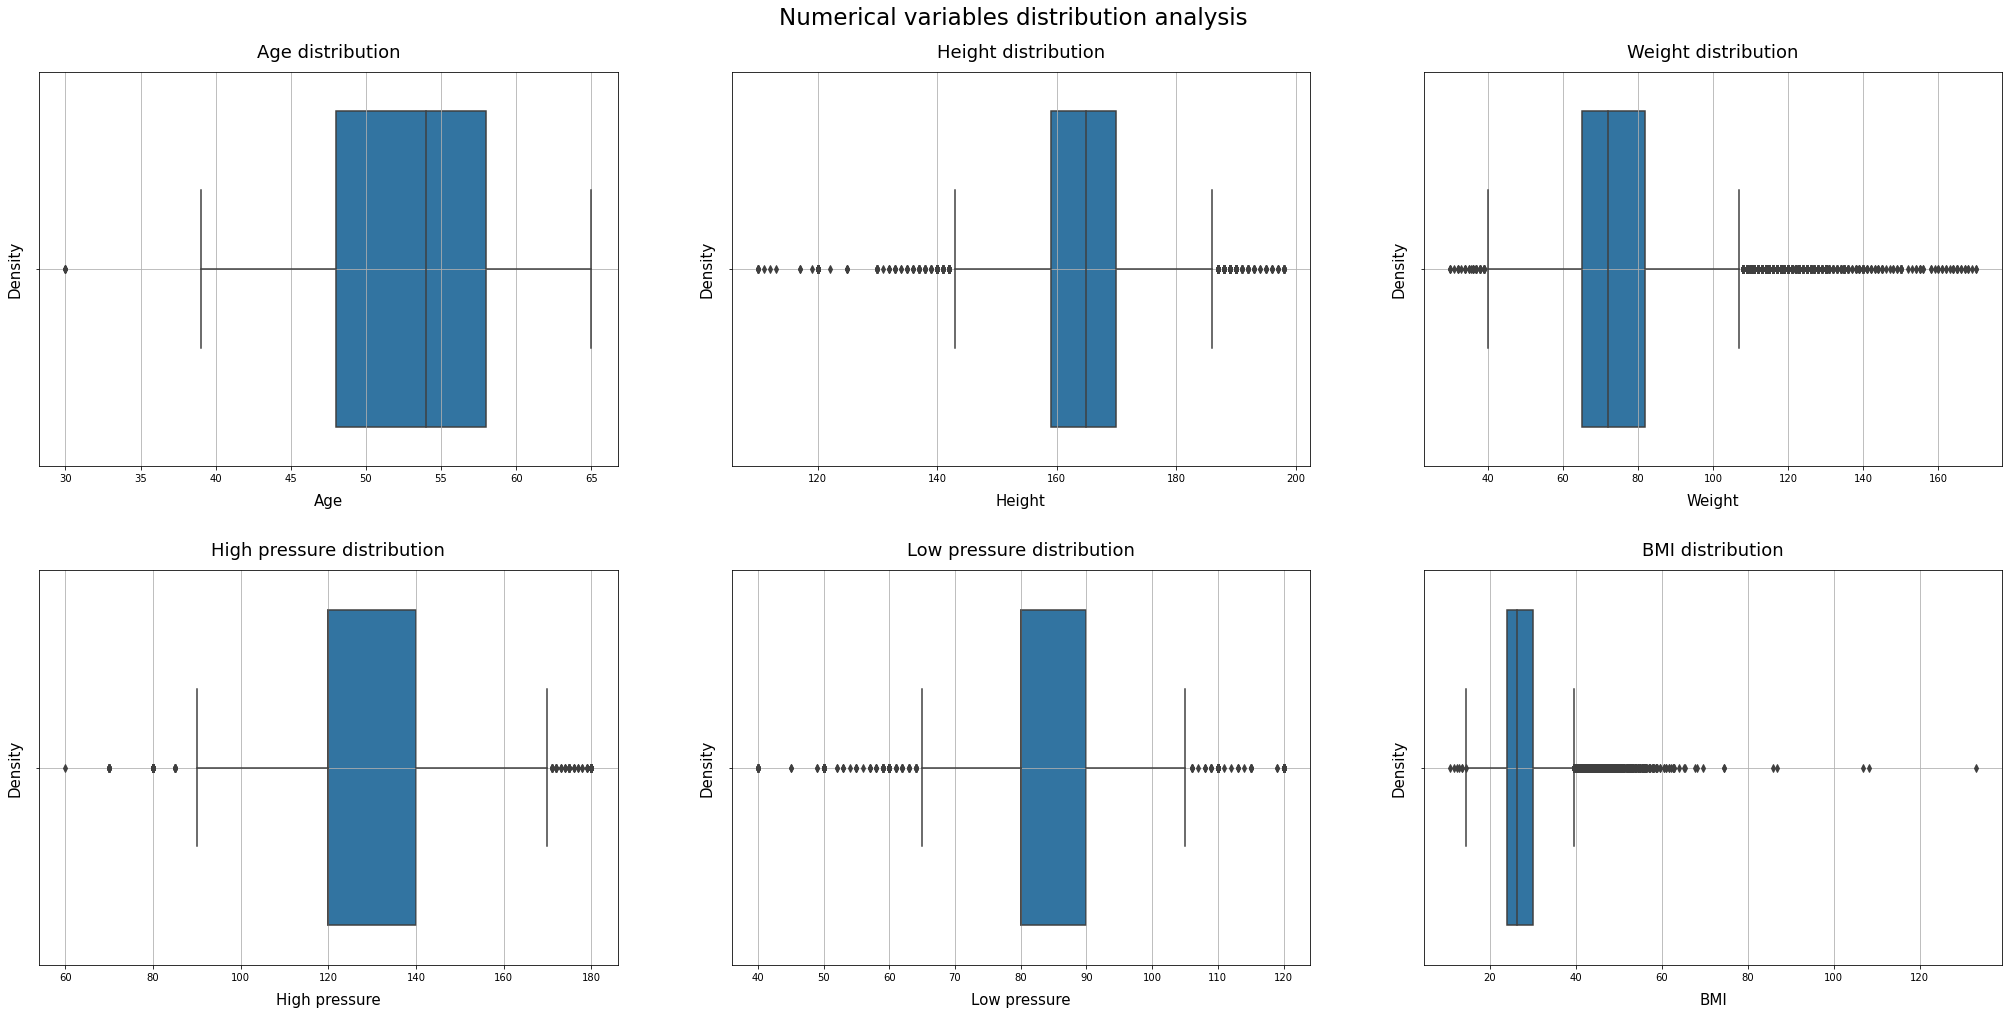 Numerical variables distribution analysis
Age distribution
Height distribution
Weight distribution
Density
Density
Density
30 35 40 45 50 55 60 65
120 140 160 180 200
40 60 80 100 120 140 160
Age
Height
Weight
High pressure distribution
Low pressure distribution
BMI distribution
Density
Density
Density
60 80 100 120 140 160 180
40 50 60 70 80 90 100 110 120
20 40 60 80 100 120
High pressure
Low pressure
BMI